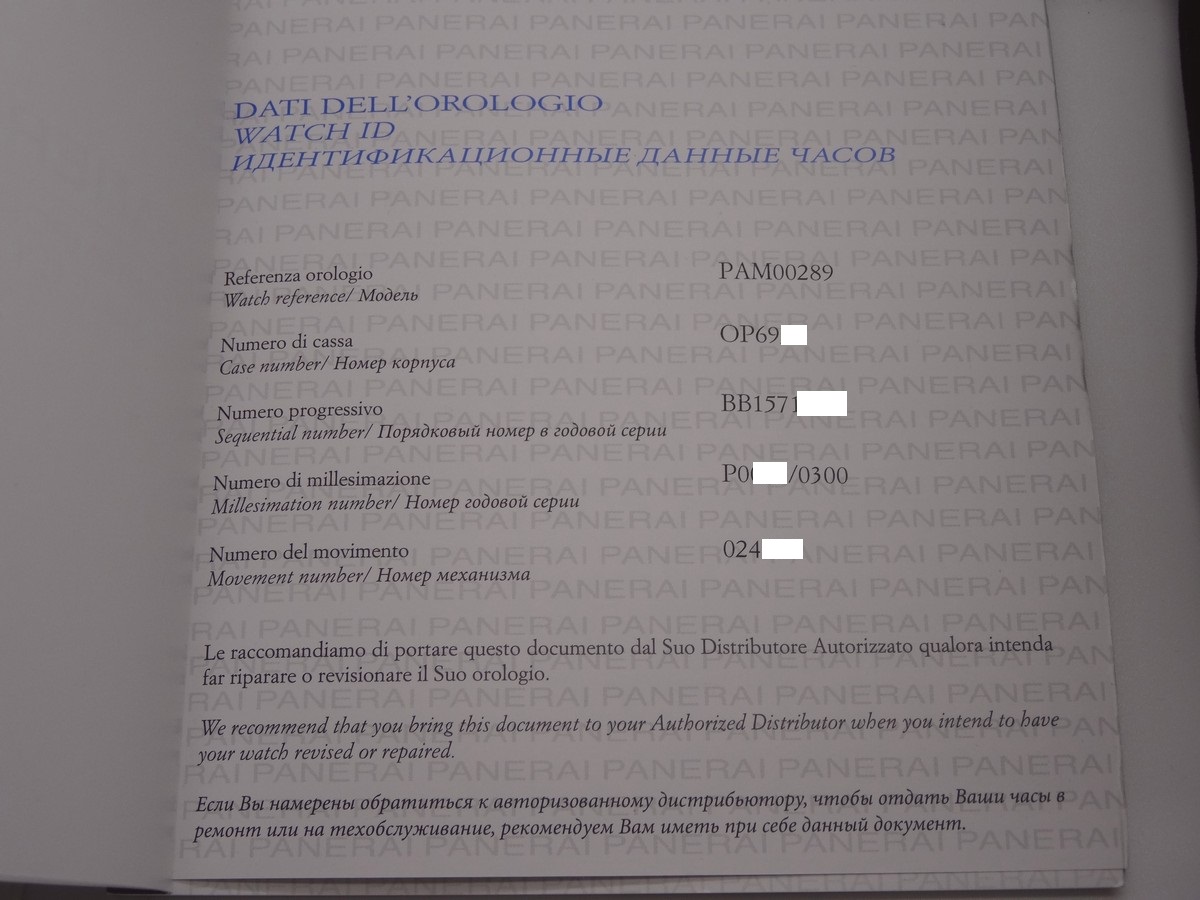 DATI DELL'OROLOGIO
WATCH ID
ИДЕНТИФИКАЦИОННЫЕ ДАННЫЕ ЧАСОВ
Referenza orologio PAM00289
Watch reference/ Модель
Numero di cassa OP69
Case number/ Номер корпуса
Numero progressivo BB1571
Sequential number/ Порядковый номер в годовой серии
Numero di millesimazione P0 /0300
Millesimation number/ Номер годовой серии
Numero del movimento 024
Movement number/ Номер механизма
Le raccomandiamo di portare questo documento dal Suo Distributore Autorizzato qualora intenda
far riparare o revisionare il Suo orologio.
We recommend that you bring this document to your Authorized Distributor when you intend to have
your watch revised or repaired.
Если Вы намерены обратиться к авторизованному дистрибьютору, чтобы отдать Ваши часы в
ремонт или на техобслуживание, рекомендуем Вам иметь при себе данный документ.